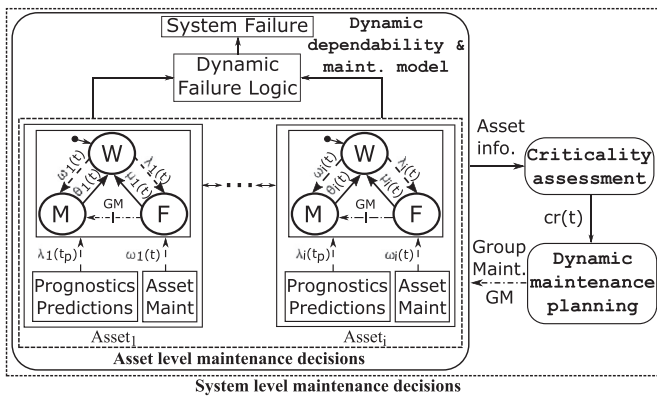 System Failure
Dynamic
dependability &
maint. model
Dynamic
Failure Logic
W
ω1(t)
θ1(t)
μ1(t)
λ1(t)
M
GM
F
λ1(tp)
ω1(t)
Prognostics
Predictions
Asset
Maint
Asset1
W
ωi(t)
θi(t)
μi(t)
λi(t)
M
GM
F
λi(tp)
ωi(t)
Prognostics
Predictions
Asset
Maint
Asseti
Asset level maintenance decisions
Asset
info.
Criticality
assessment
cr(t)
Group
Maint.
GM
Dynamic
maintenance
planning
System level maintenance decisions